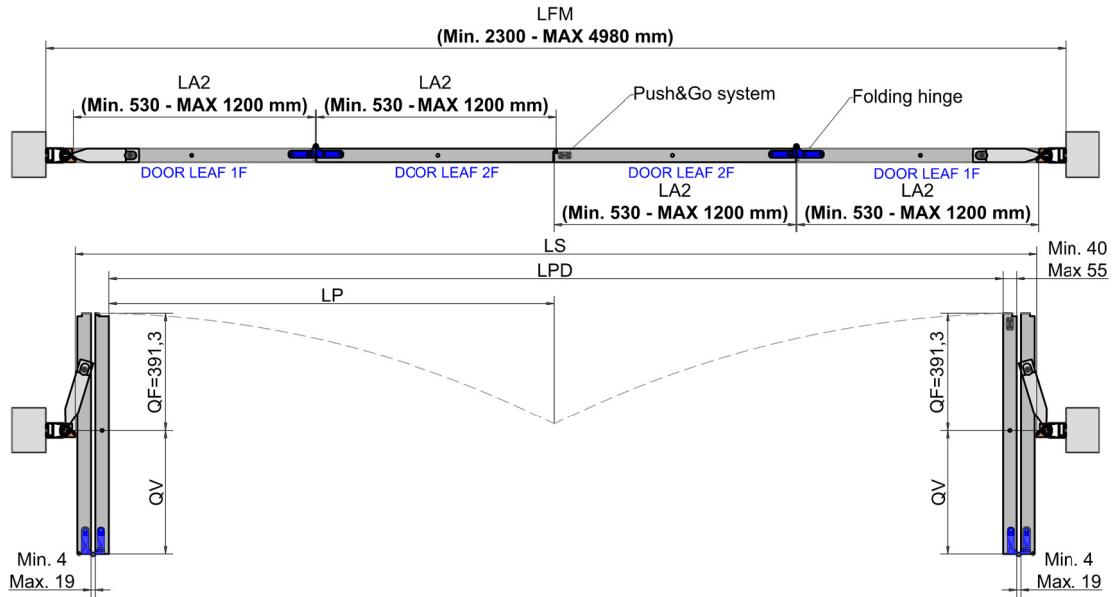 LFM
(Min. 2300 - MAX 4980 mm)
LA2
(Min. 530 - MAX 1200 mm)
LA2
(Min. 530 - MAX 1200 mm)
Push&Go system
Folding hinge
DOOR LEAF 1F
DOOR LEAF 2F
DOOR LEAF 2F
DOOR LEAF 1F
LA2
(Min. 530 - MAX 1200 mm)
LA2
(Min. 530 - MAX 1200 mm)
LS
Min. 40
Max 55
LPD
LP
QF=391,3
QF=391,3
QV
QV
Min. 4
Max. 19
Min. 4
Max. 19